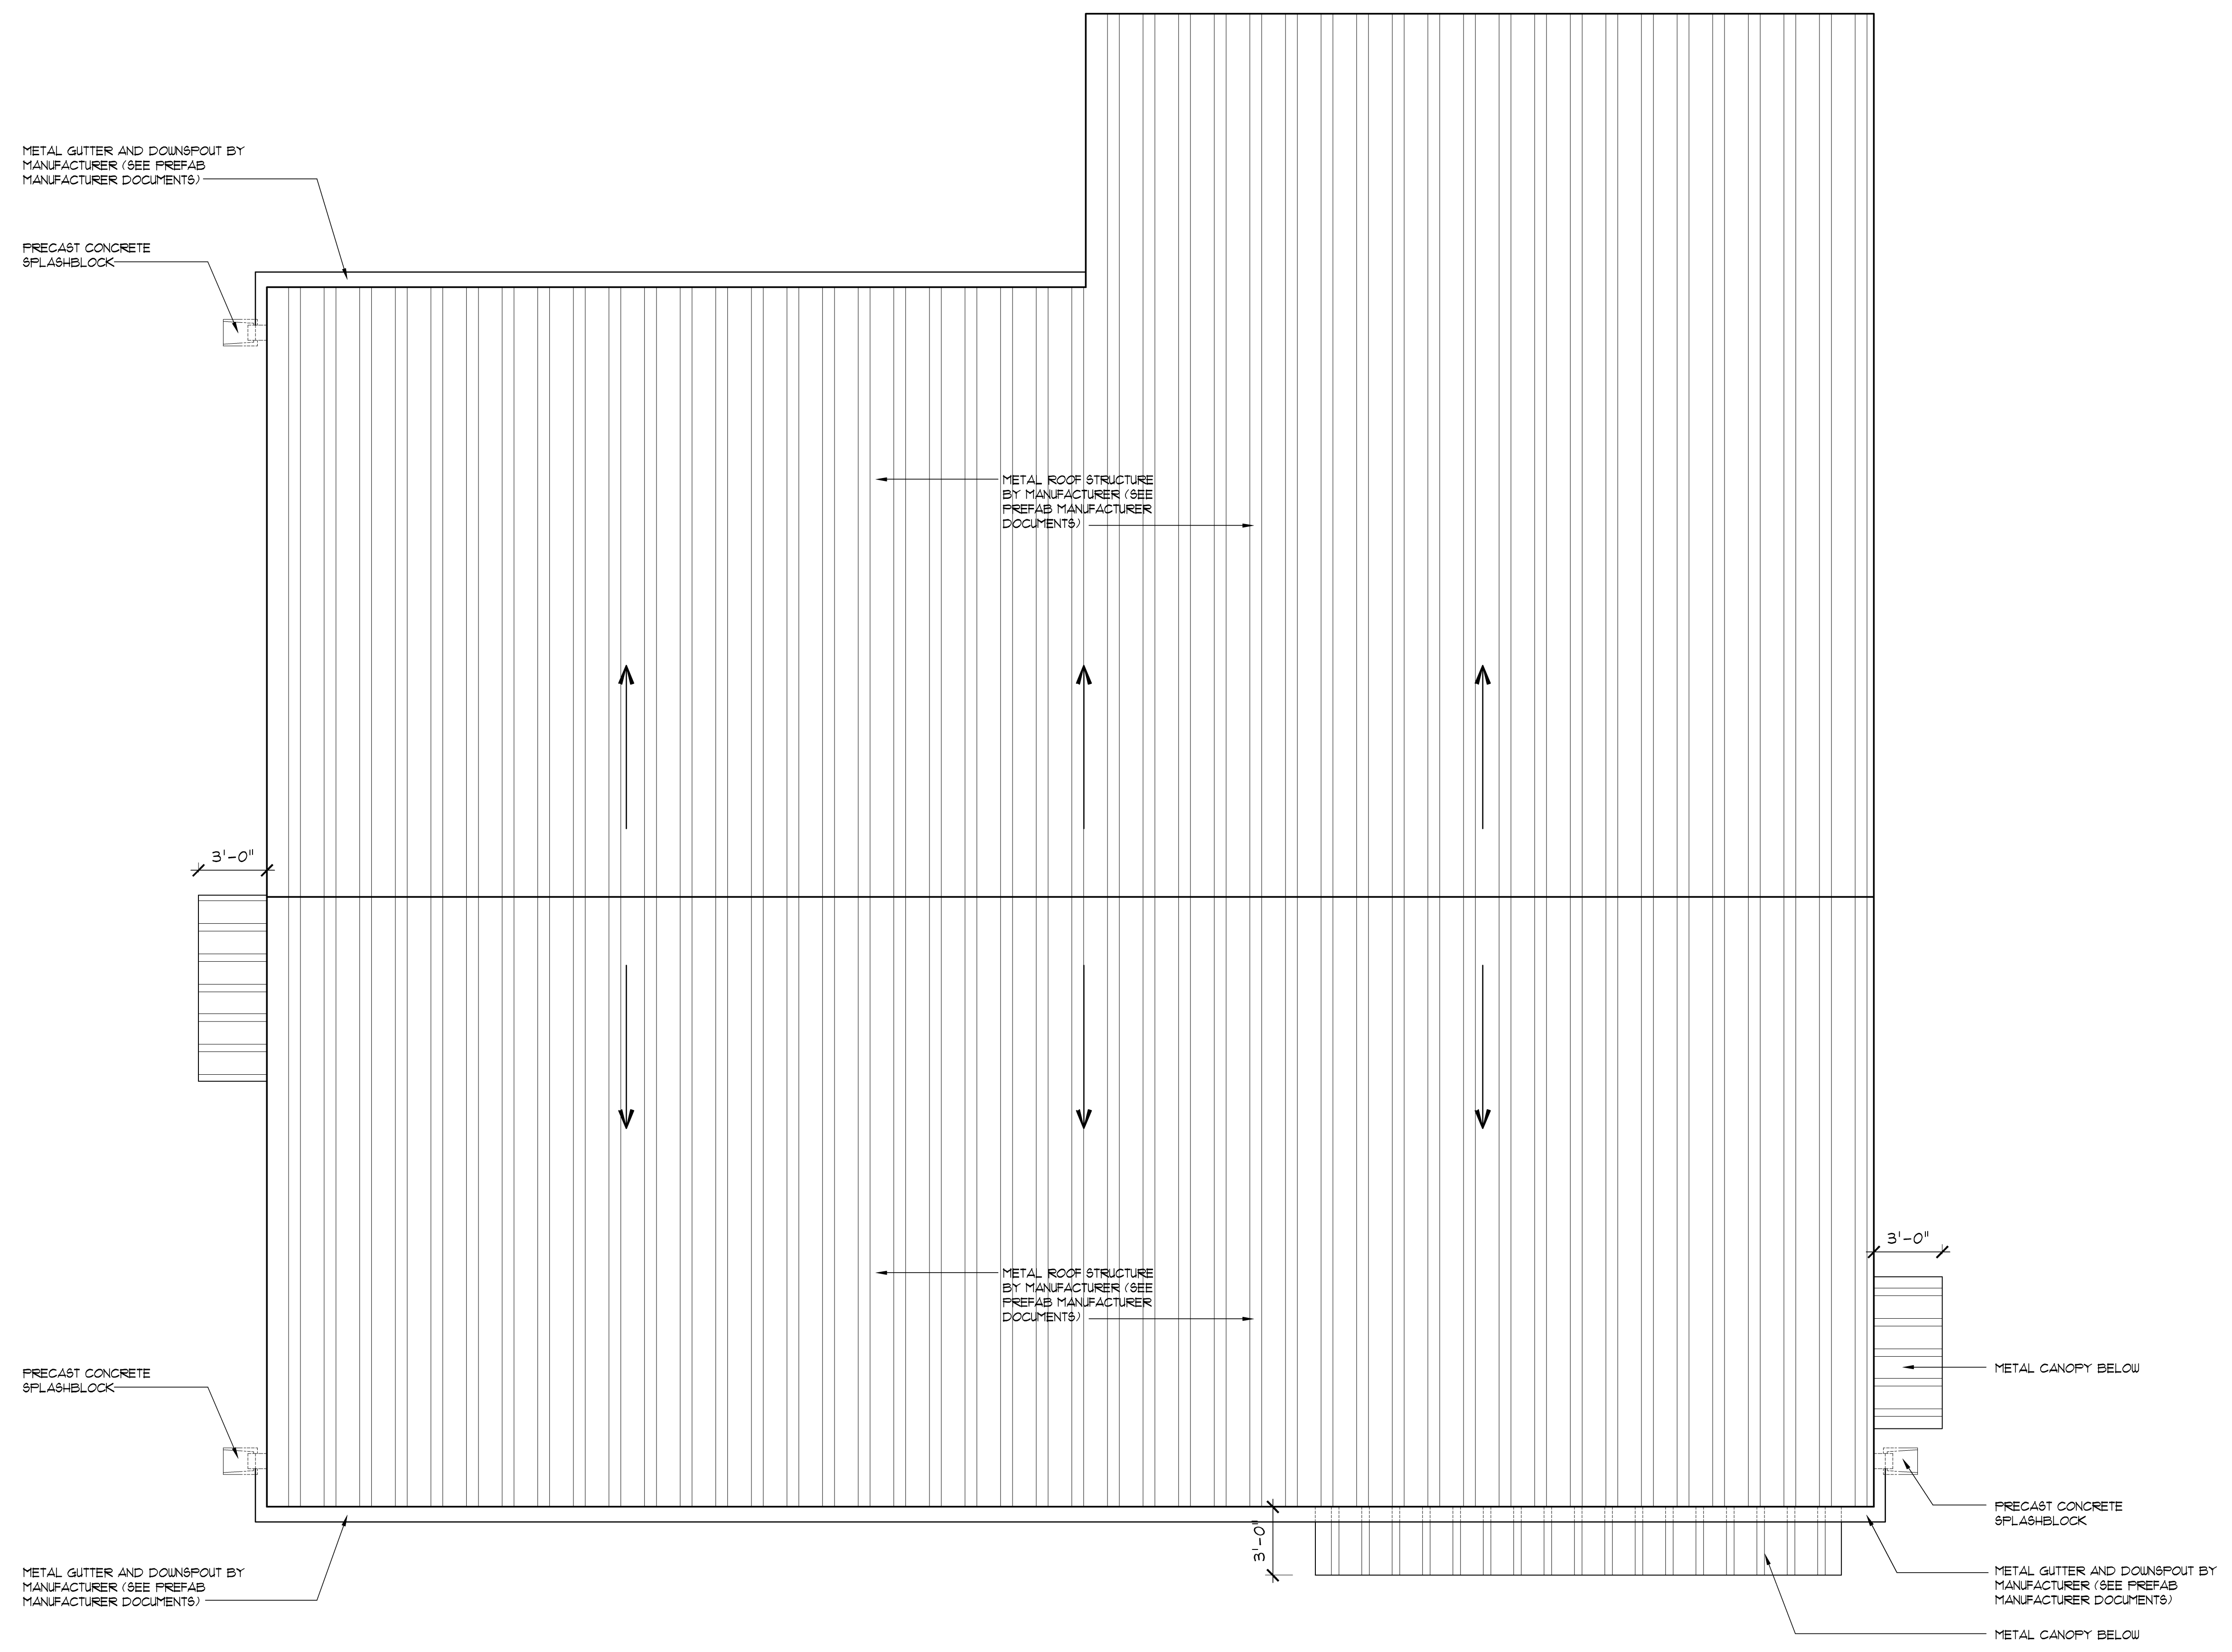 METAL GUTTER AND DOWNSPOUT BY
MANUFACTURER (SEE PREFAB
MANUFACTURER DOCUMENTS)
PRECAST CONCRETE
SPLASHBLOCK
METAL ROOF STRUCTURE
BY MANUFACTURER (SEE
PREFAB MANUFACTURER
DOCUMENTS)
3'-0"
3'-0"
METAL ROOF STRUCTURE
BY MANUFACTURER (SEE
PREFAB MANUFACTURER
DOCUMENTS)
METAL CANOPY BELOW
PRECAST CONCRETE
SPLASHBLOCK
PRECAST CONCRETE
SPLASHBLOCK
3'-0"
METAL GUTTER AND DOWNSPOUT BY
MANUFACTURER (SEE PREFAB
MANUFACTURER DOCUMENTS)
METAL GUTTER AND DOWNSPOUT BY
MANUFACTURER (SEE PREFAB
MANUFACTURER DOCUMENTS)
METAL CANOPY BELOW